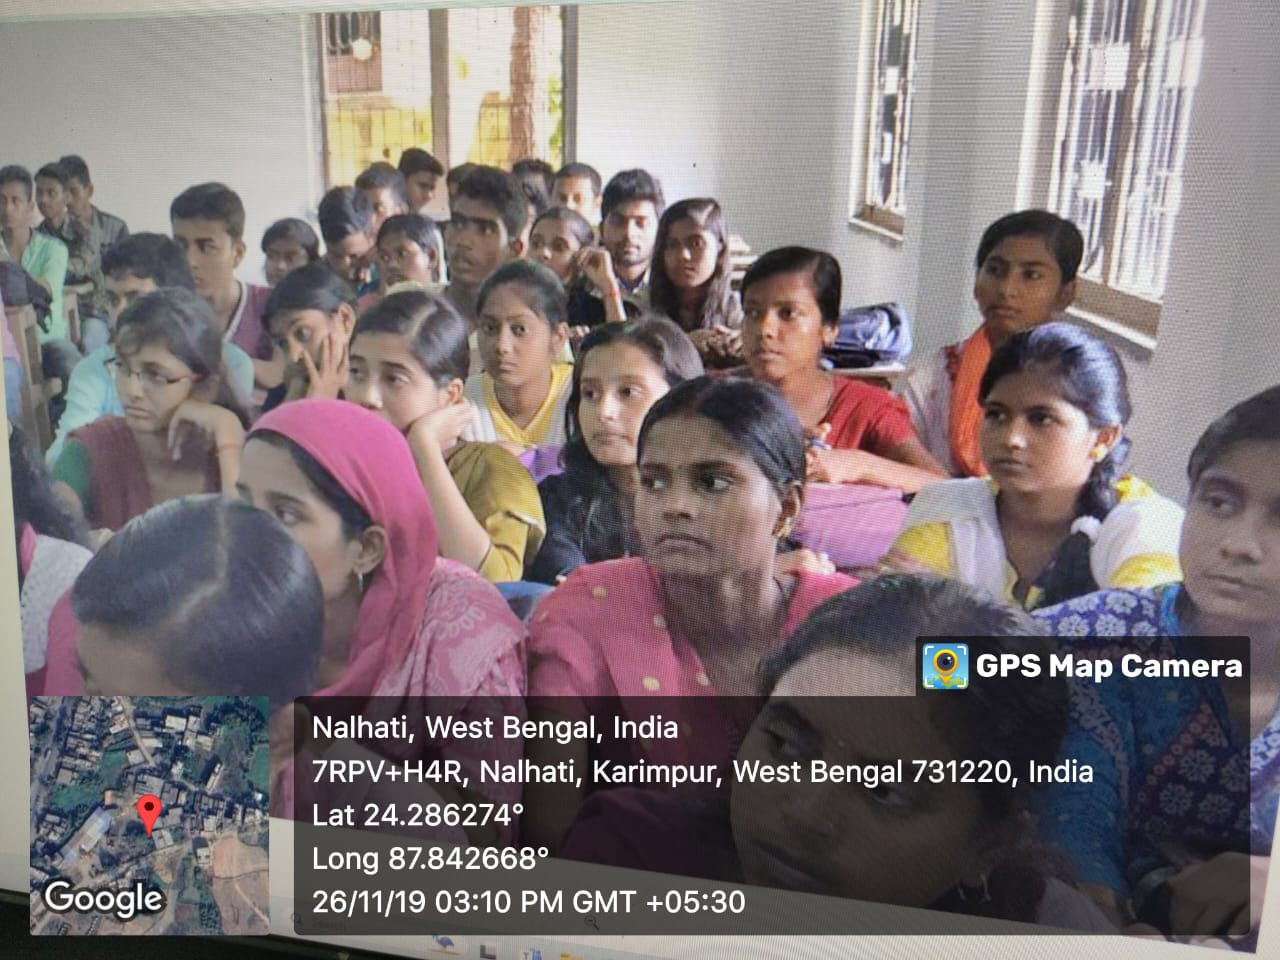 GPS Map Camera
Nalhati, West Bengal, India
7RPV+H4R, Nalhati, Karimpur, West Bengal 731220, India
Lat 24.286274°
Long 87.842668°
26/11/19 03:10 PM GMT +05:30
Google